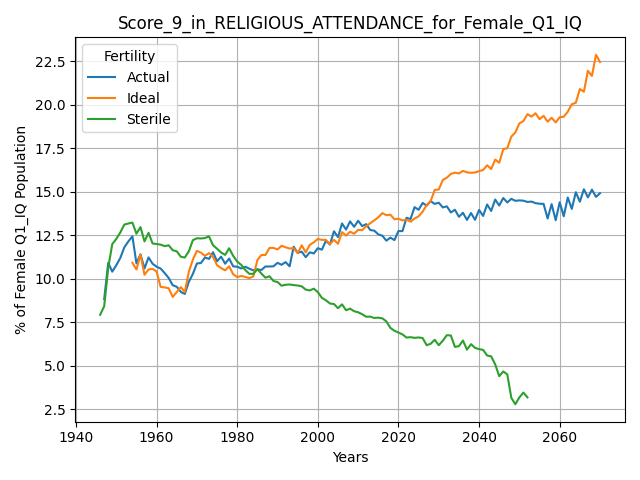 Score_9_in_RELIGIOUS_ATTENDANCE_for_Female_Q1_IQ
Fertility
Actual
Ideal
Sterile
% of Female Q1_IQ Population
22.5
20.0
17.5
15.0
12.5
10.0
7.5
5.0
2.5
1940 1960 1980 2000 2020 2040 2060
Years